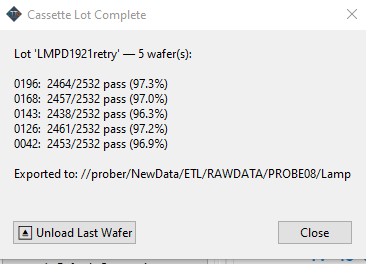 Cassette Lot Complete
Lot 'LMPD1921retry' — 5 wafer(s):
0196: 2464/2532 pass (97.3%)
0168: 2457/2532 pass (97.0%)
0143: 2438/2532 pass (96.3%)
0126: 2461/2532 pass (97.2%)
0042: 2453/2532 pass (96.9%)
Exported to: //prober/NewData/ETL/RAWDATA/PROBE08/Lamp
Unload Last Wafer
Close